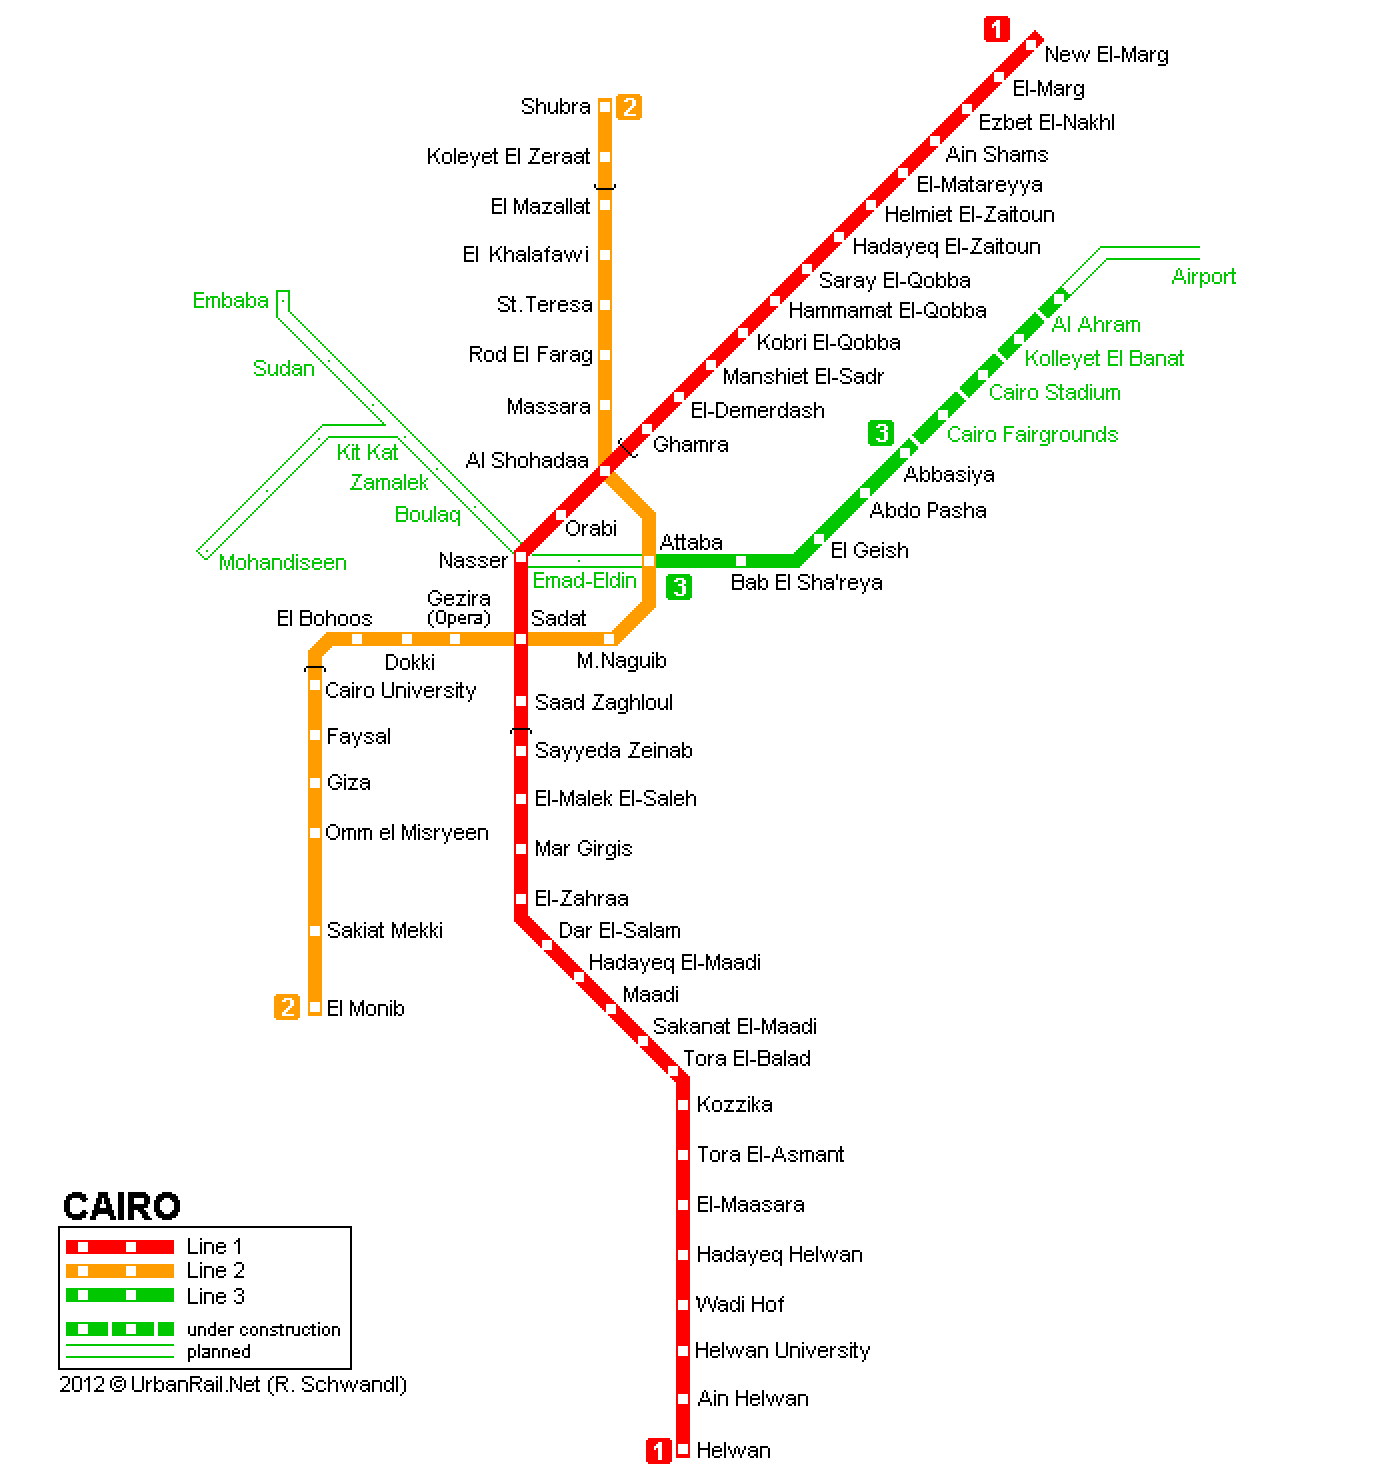 1
New El-Marg
El-Marg
Shubra
2
Ezbet El-Nakhl
Koleyet El Zeraat
Ain Shams
El-Matareyya
El Mazallat
Helmiet El-Zaitoun
Hadayeq El-Zaitoun
El Khalafawi
Saray El-Qobba
Airport
Embaba
St.Teresa
Hammamat El-Qobba
Al Ahram
Kobri El-Qobba
Rod El Farag
Kolleyet El Banat
Sudan
Manshiet El-Sadr
Cairo Stadium
Massara
El-Demerdash
3
Cairo Fairgrounds
Ghamra
Kit Kat
Al Shohadaa
Abbasiya
Zamalek
Abdo Pasha
Boulaq
Orabi
Attaba
El Geish
Nasser
Mohandiseen
Emad-Eldin
3
Bab El Sha'reya
Gezira
(Opera)
El Bohoos
Sadat
Dokki
M.Naguib
Cairo University
Saad Zaghloul
Faysal
Sayyeda Zeinab
Giza
El-Malek El-Saleh
Omm el Misryeen
Mar Girgis
El-Zahraa
Sakiat Mekki
Dar El-Salam
Hadayeq El-Maadi
Maadi
2
El Monib
Sakanat El-Maadi
Tora El-Balad
Kozzika
Tora El-Asmant
El-Maasara
Hadayeq Helwan
Wadi Hof
Helwan University
Ain Helwan
1
Helwan
CAIRO
Line 1
Line 2
Line 3
under construction
planned
2012 © UrbanRail.Net (R. Schwandl)